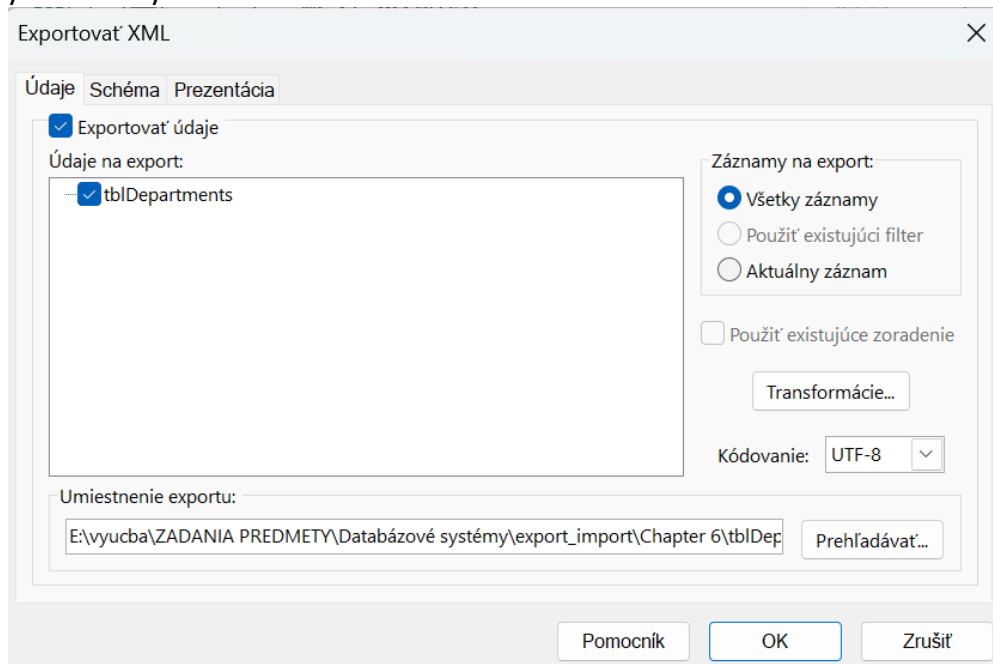 Exportovať XML
Údaje Schéma Prezentácia
Exportovať údaje
Údaje na export:
tblDepartments
Záznamy na export:
Všetky záznamy
Použiť existujúci filter
Aktuálny záznam
Použiť existujúce zoradenie
Transformácie...
Kódovanie: UTF-8
Umiestnenie exportu:
E:\vyucba\ZADANIA PREDMETY\Databázové systémy\export_import\Chapter 6\tblDep
Prehľadávať...
Pomocník OK Zrušiť